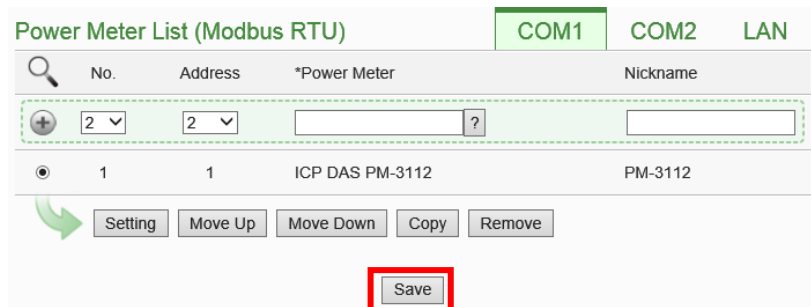 Power Meter List (Modbus RTU) COM1 COM2 LAN
No. Address *Power Meter Nickname
2 2 ?
1 1 ICP DAS PM-3112 PM-3112
Setting Move Up Move Down Copy Remove
Save